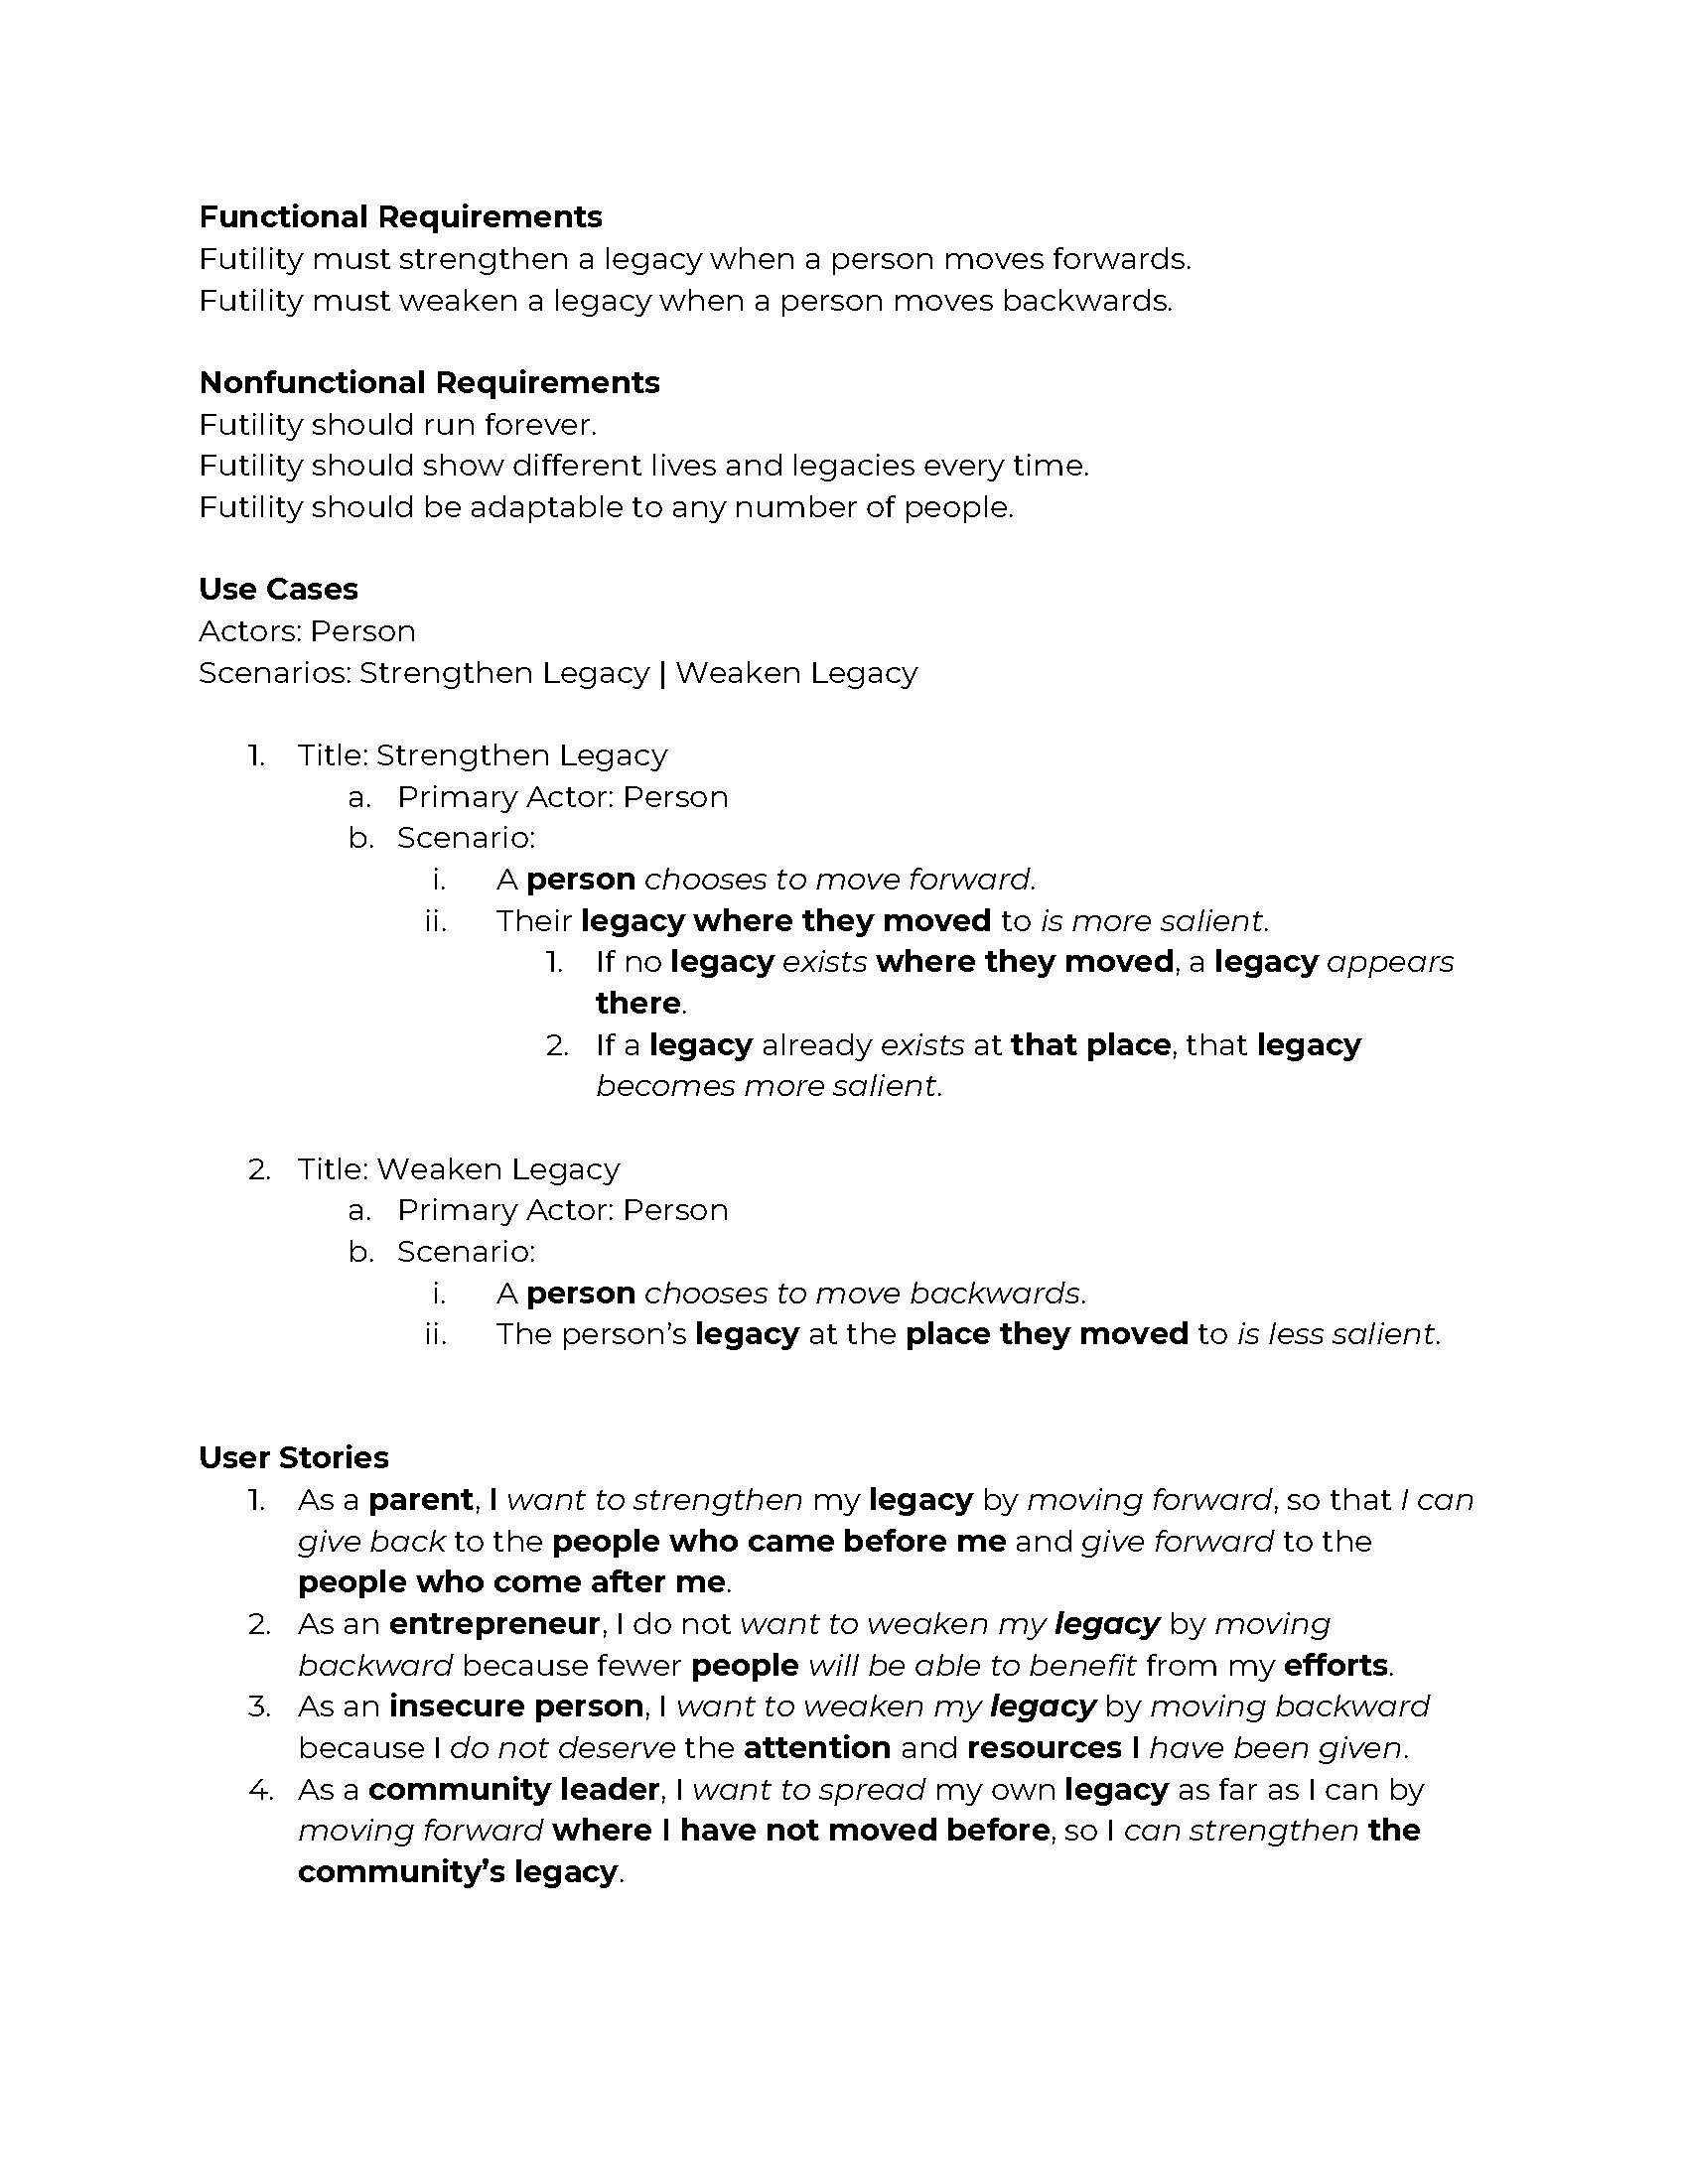 Functional Requirements
Futility must strengthen a legacy when a person moves forwards.
Futility must weaken a legacy when a person moves backwards.
Nonfunctional Requirements
Futility should run forever.
Futility should show different lives and legacies every time.
Futility should be adaptable to any number of people.
Use Cases
Actors: Person
Scenarios: Strengthen Legacy | Weaken Legacy
1. Title: Strengthen Legacy
a. Primary Actor: Person
b. Scenario:
i. A person chooses to move forward.
ii. Their legacy where they moved to is more salient.
1. If no legacy exists where they moved, a legacy appears
there.
2. If a legacy already exists at that place, that legacy
becomes more salient.
2. Title: Weaken Legacy
a. Primary Actor: Person
b. Scenario:
i. A person chooses to move backwards.
ii. The person’s legacy at the place they moved to is less salient.
User Stories
1. As a parent, I want to strengthen my legacy by moving forward, so that I can
give back to the people who came before me and give forward to the
people who come after me.
2. As an entrepreneur, I do not want to weaken my legacy by moving
backward because fewer people will be able to benefit from my efforts.
3. As an insecure person, I want to weaken my legacy by moving backward
because I do not deserve the attention and resources I have been given.
4. As a community leader, I want to spread my own legacy as far as I can by
moving forward where I have not moved before, so I can strengthen the
community’s legacy.